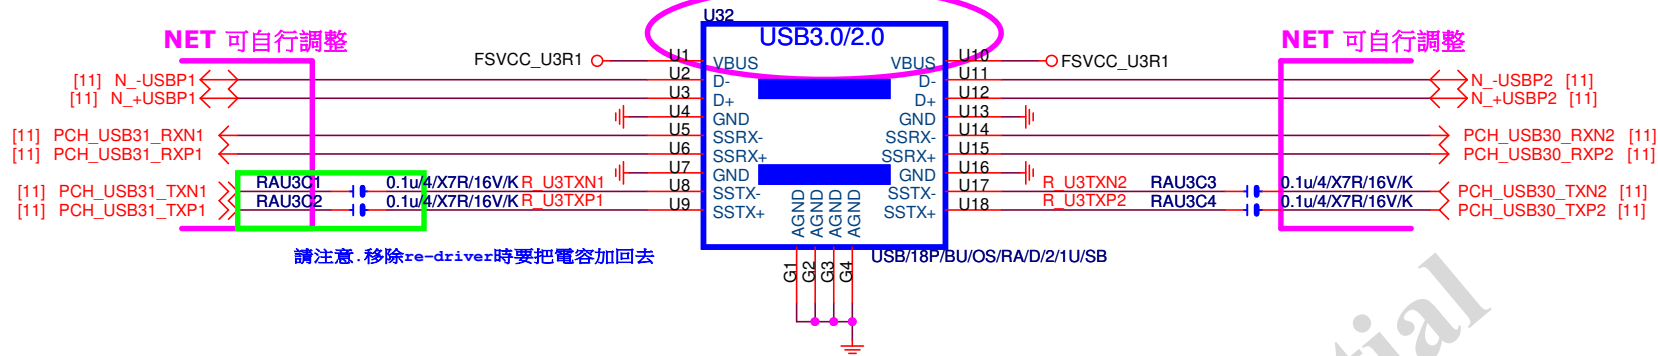 U32
USB3.0/2.0
NET 可自行調整
NET 可自行調整
FSVCC_U3R1
U1
VBUS
VBUS
U10
FSVCC_U3R1
[11] N_-USBP1
U2
D-
D-
U11
N_-USBP2 [11]
[11] N_+USBP1
U3
D+
D+
U12
N_+USBP2 [11]
U4
GND
GND
U13
[11] PCH_USB31_RXN1
U5
SSRX-
SSRX-
U14
PCH_USB30_RXN2 [11]
[11] PCH_USB31_RXP1
U6
SSRX+
SSRX+
U15
PCH_USB30_RXP2 [11]
U7
GND
GND
U16
[11] PCH_USB31_TXN1
RAU3C1
0.1u/4/X7R/16V/K
R_U3TXN1
U8
SSTX-
SSTX-
U17
R_U3TXN2
RAU3C3
0.1u/4/X7R/16V/K
PCH_USB30_TXN2 [11]
[11] PCH_USB31_TXP1
RAU3C2
0.1u/4/X7R/16V/K
R_U3TXP1
U9
SSTX+
SSTX+
U18
R_U3TXP2
RAU3C4
0.1u/4/X7R/16V/K
PCH_USB30_TXP2 [11]
AGND
AGND
AGND
AGND
請注意.移除re-driver時要把電容加回去
USB/18P/BU/OS/RA/D/2/1U/SB
G1
G2
G3
G4